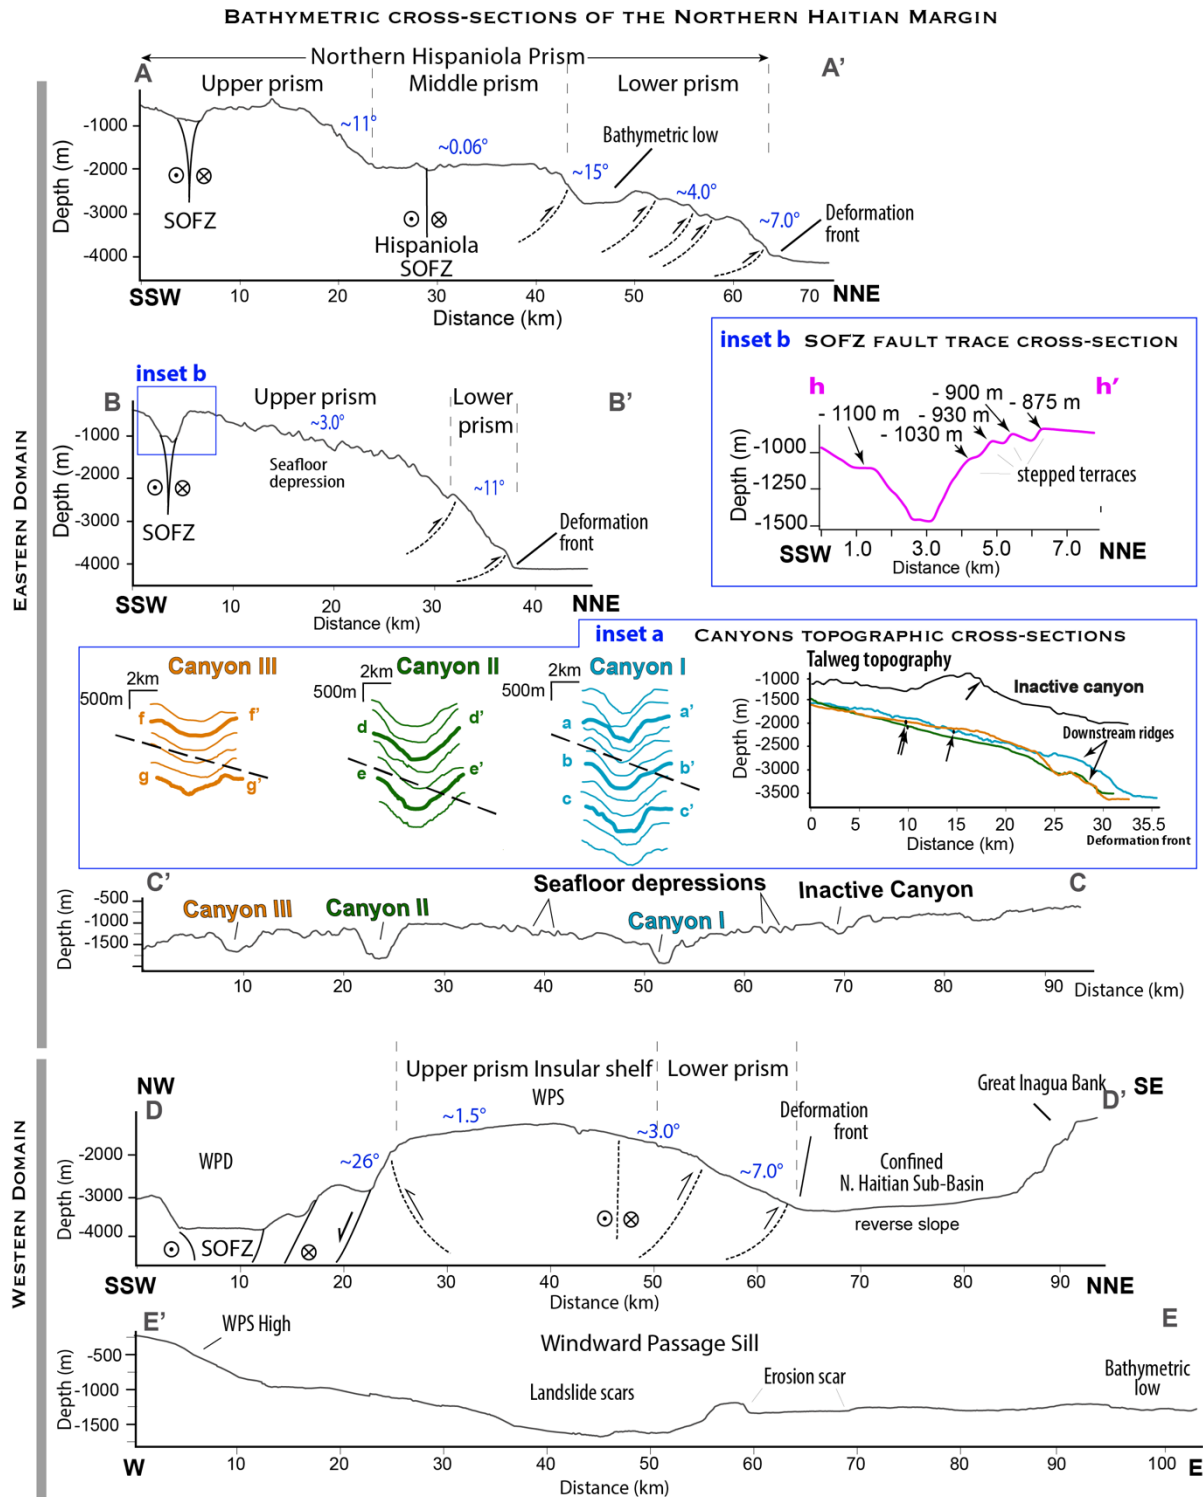 BATHYMETRIC CROSS-SECTIONS OF THE NORTHERN HAITIAN MARGIN
EASTERN DOMAIN
Northern Hispaniola Prism
A
A'
Upper prism
Middle prism
Lower prism
~11°
~0.06°
~15°
~4.0°
~7.0°
Bathymetric low
Deformation
front
SOFZ
Hispaniola
SOFZ
Depth (m)
-1000
-2000
-3000
-4000
SSW
10
20
30
40
50
60
70
NNE
Distance (km)
inset b
B
B'
Upper prism
~3.0°
Lower
prism
~11°
Seafloor
depression
Deformation
front
SOFZ
Depth (m)
-1000
-2000
-3000
-4000
SSW
10
20
30
40
NNE
Distance (km)
inset b SOFZ FAULT TRACE CROSS-SECTION
h
h'
- 1100 m
- 1030 m
- 930 m
- 900 m
- 875 m
stepped terraces
Depth (m)
-1000
-1250
-1500
SSW
1.0
3.0
5.0
7.0
NNE
Distance (km)
inset a CANYONS TOPOGRAPHIC CROSS-SECTIONS
Canyon III
2km
500m
f
f'
g
g'
Canyon II
2km
500m
d
d'
e
e'
Canyon I
2km
500m
a
a'
b
b'
c
c'
Talweg topography
Inactive canyon
Downstream ridges
Depth (m)
-1000
-1500
-2000
-2500
-3000
-3500
0
5
10
15
20
25
30
35.5
Distance (km)
Deformation front
C'
C
Canyon III
Canyon II
Seafloor depressions
Canyon I
Inactive Canyon
Depth (m)
-500
-1000
-1500
10
20
30
40
50
60
70
80
90
Distance (km)
WESTERN DOMAIN
NW
SE
D
D'
Upper prism Insular shelf
WPS
Lower prism
~26°
~1.5°
~3.0°
~7.0°
WPD
SOFZ
Deformation
front
Confined
N. Haitian Sub-Basin
reverse slope
Great Inagua Bank
Depth (m)
-2000
-3000
-4000
SSW
10
20
30
40
50
60
70
80
90
NNE
Distance (km)
E'
E
WPS High
Windward Passage Sill
Landslide scars
Erosion scar
Bathymetric
low
Depth (m)
-500
-1000
-1500
W
10
20
30
40
50
60
70
80
90
100
E
Distance (km)